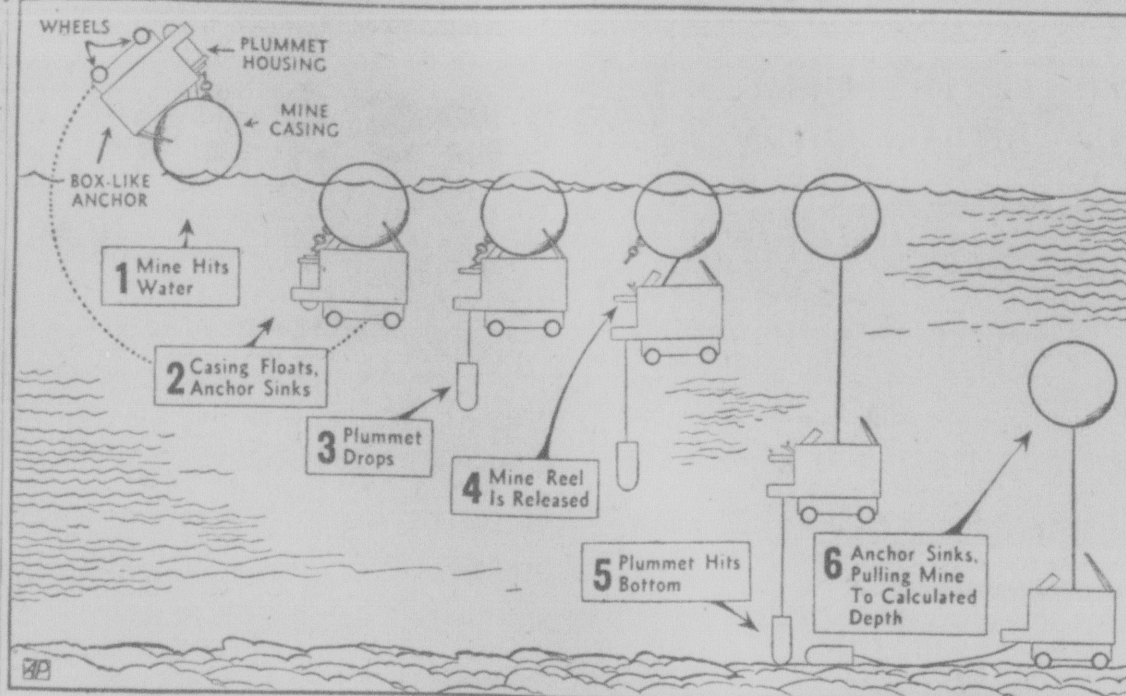 WHEELS
PLUMMET
HOUSING
MINE
CASING
BOX-LIKE
ANCHOR
1 Mine Hits
Water
2 Casing Floats,
Anchor Sinks
3 Plummet
Drops
4 Mine Reel
Is Released
5 Plummet Hits
Bottom
6 Anchor Sinks,
Pulling Mine
To Calculated
Depth
AP